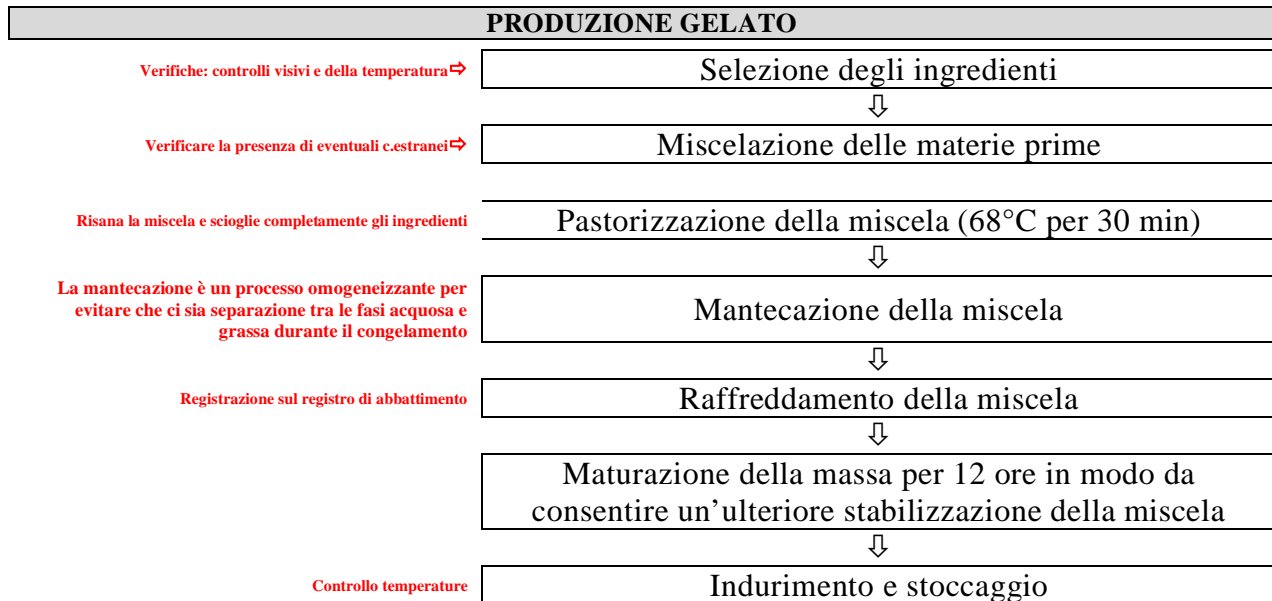 PRODUZIONE GELATO
Verifiche: controlli visivi e della temperatura⇨
Selezione degli ingredienti
⇩
Verificare la presenza di eventuali c.estranei⇨
Miscelazione delle materie prime
Risana la miscela e scioglie completamente gli ingredienti
Pastorizzazione della miscela (68°C per 30 min)
⇩
La mantecazione è un processo omogeneizzante per
evitare che ci sia separazione tra le fasi acquosa e
grassa durante il congelamento
Mantecazione della miscela
⇩
Registrazione sul registro di abbattimento
Raffreddamento della miscela
⇩
Maturazione della massa per 12 ore in modo da
consentire un’ulteriore stabilizzazione della miscela
⇩
Controllo temperature
Indurimento e stoccaggio